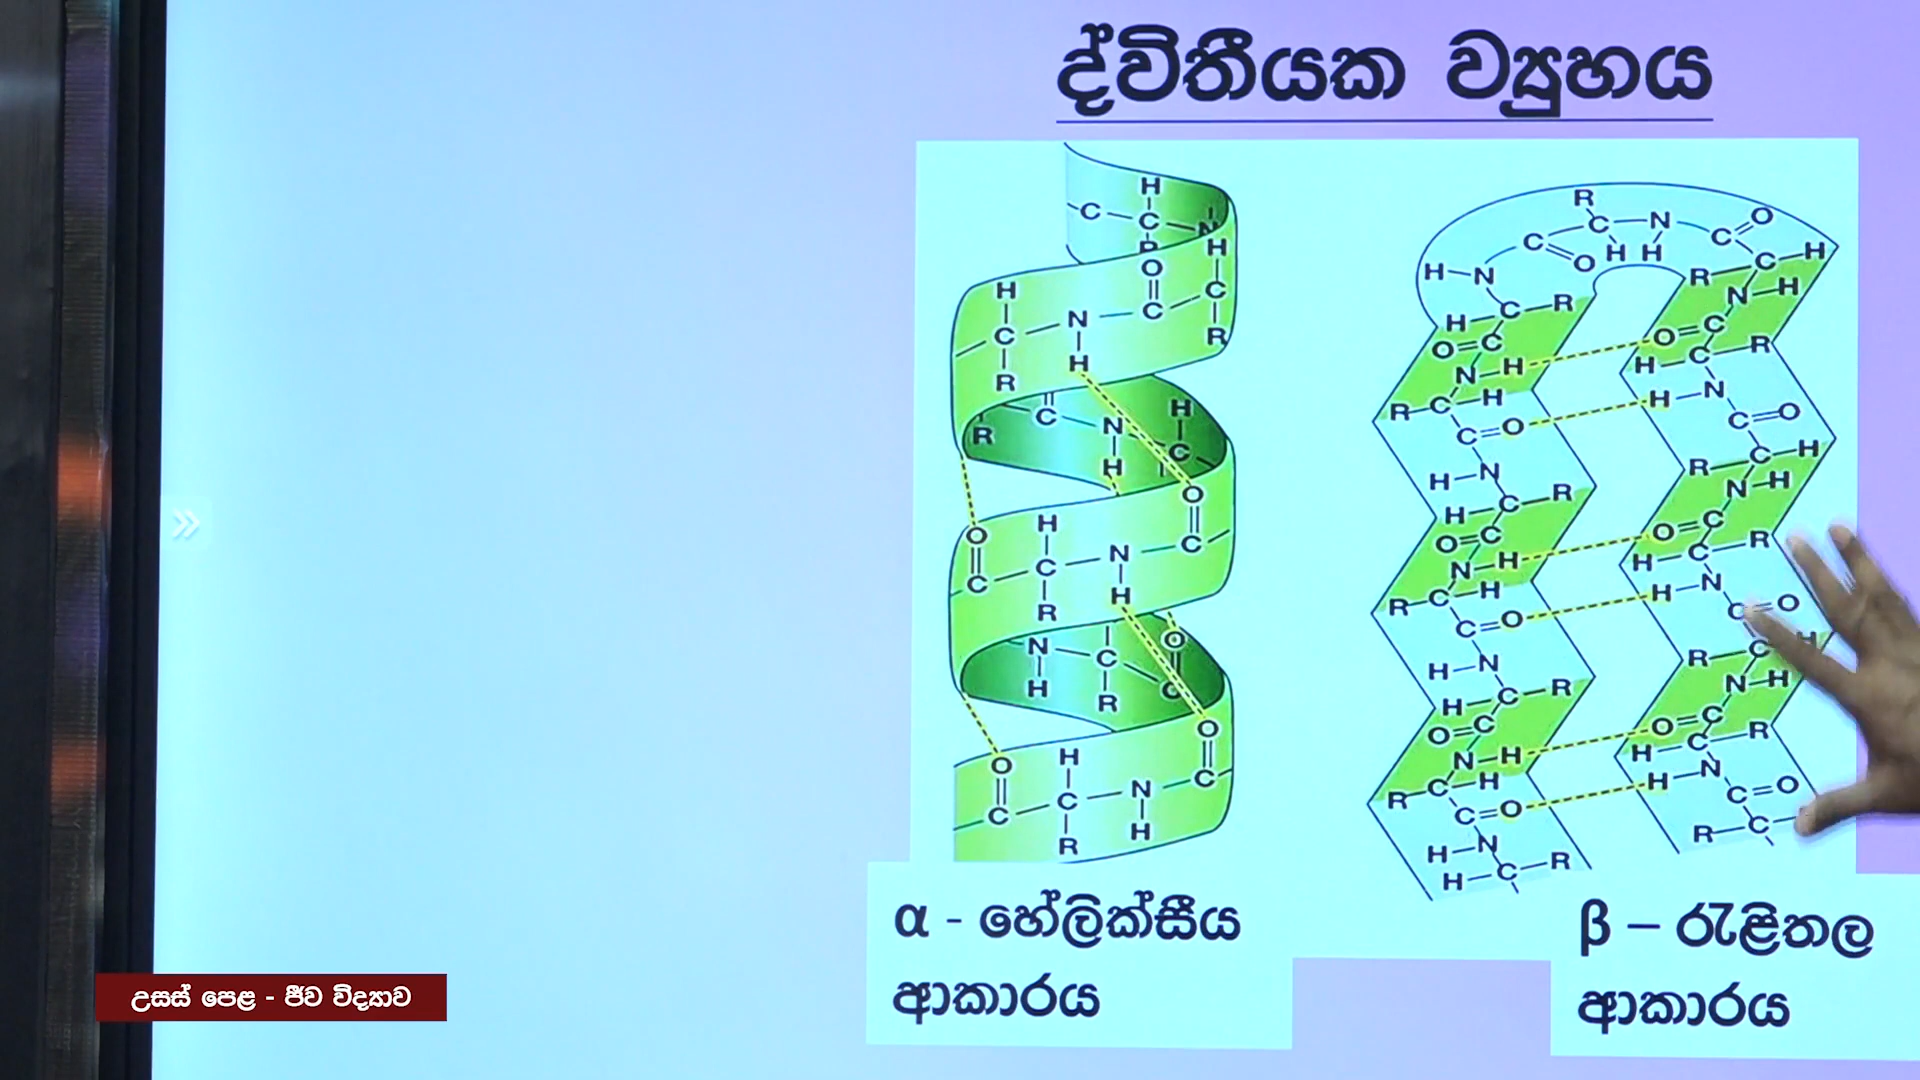 ද්විතීයක ව්‍යුහය
α - හේලික්සීය
ආකාරය
β – රැළිතල
ආකාරය
උසස් පෙළ - ජීව විද්‍යාව